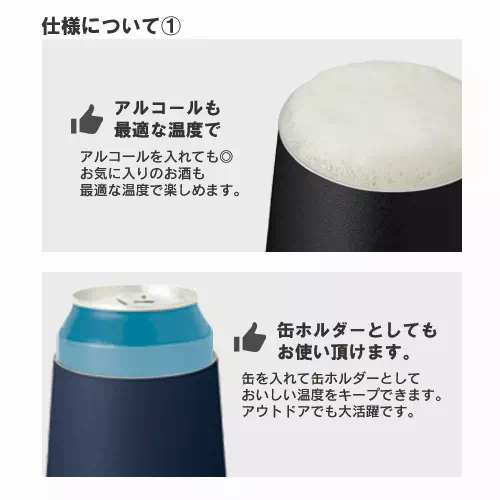 仕様について①
アルコールも
最適な温度で
アルコールを入れても◎
お気に入りのお酒も
最適な温度で楽しめます。
缶ホルダーとしても
お使い頂けます。
缶を入れて缶ホルダーとして
おいしい温度をキープできます。
アウトドアでも大活躍です。